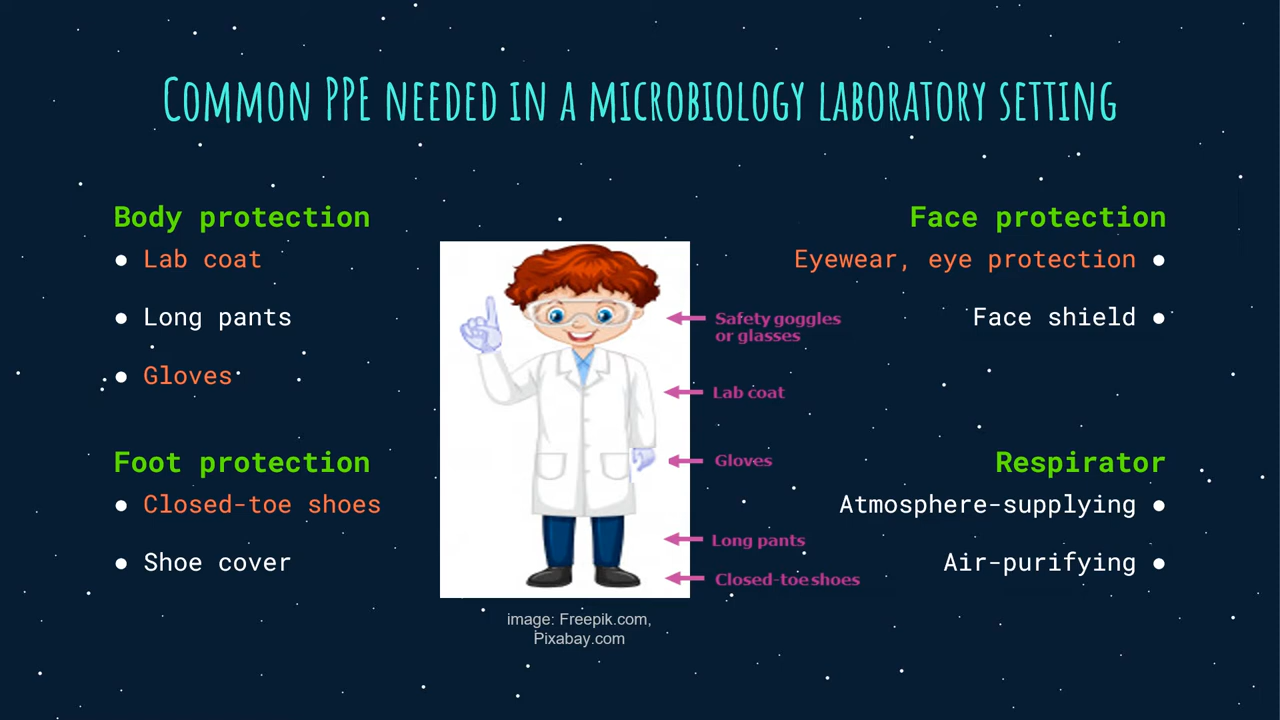 Common PPE needed in a microbiology laboratory setting
Body protection
● Lab coat
● Long pants
● Gloves
Foot protection
● Closed-toe shoes
● Shoe cover
Safety goggles
or glasses
Lab coat
Gloves
Long pants
Closed-toe shoes
image: Freepik.com,
Pixabay.com
Face protection
Eyewear, eye protection ●
Face shield ●
Respirator
Atmosphere-supplying ●
Air-purifying ●